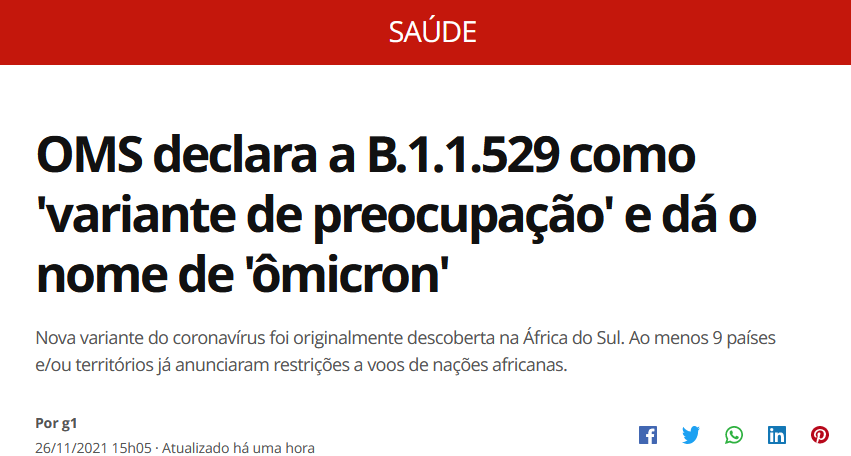 SAÚDE
OMS declara a B.1.1.529 como
'variante de preocupação' e dá o
nome de 'ômicron'
Nova variante do coronavírus foi originalmente descoberta na África do Sul. Ao menos 9 países
e/ou territórios já anunciaram restrições a voos de nações africanas.
Por g1
26/11/2021 15h05 · Atualizado há uma hora